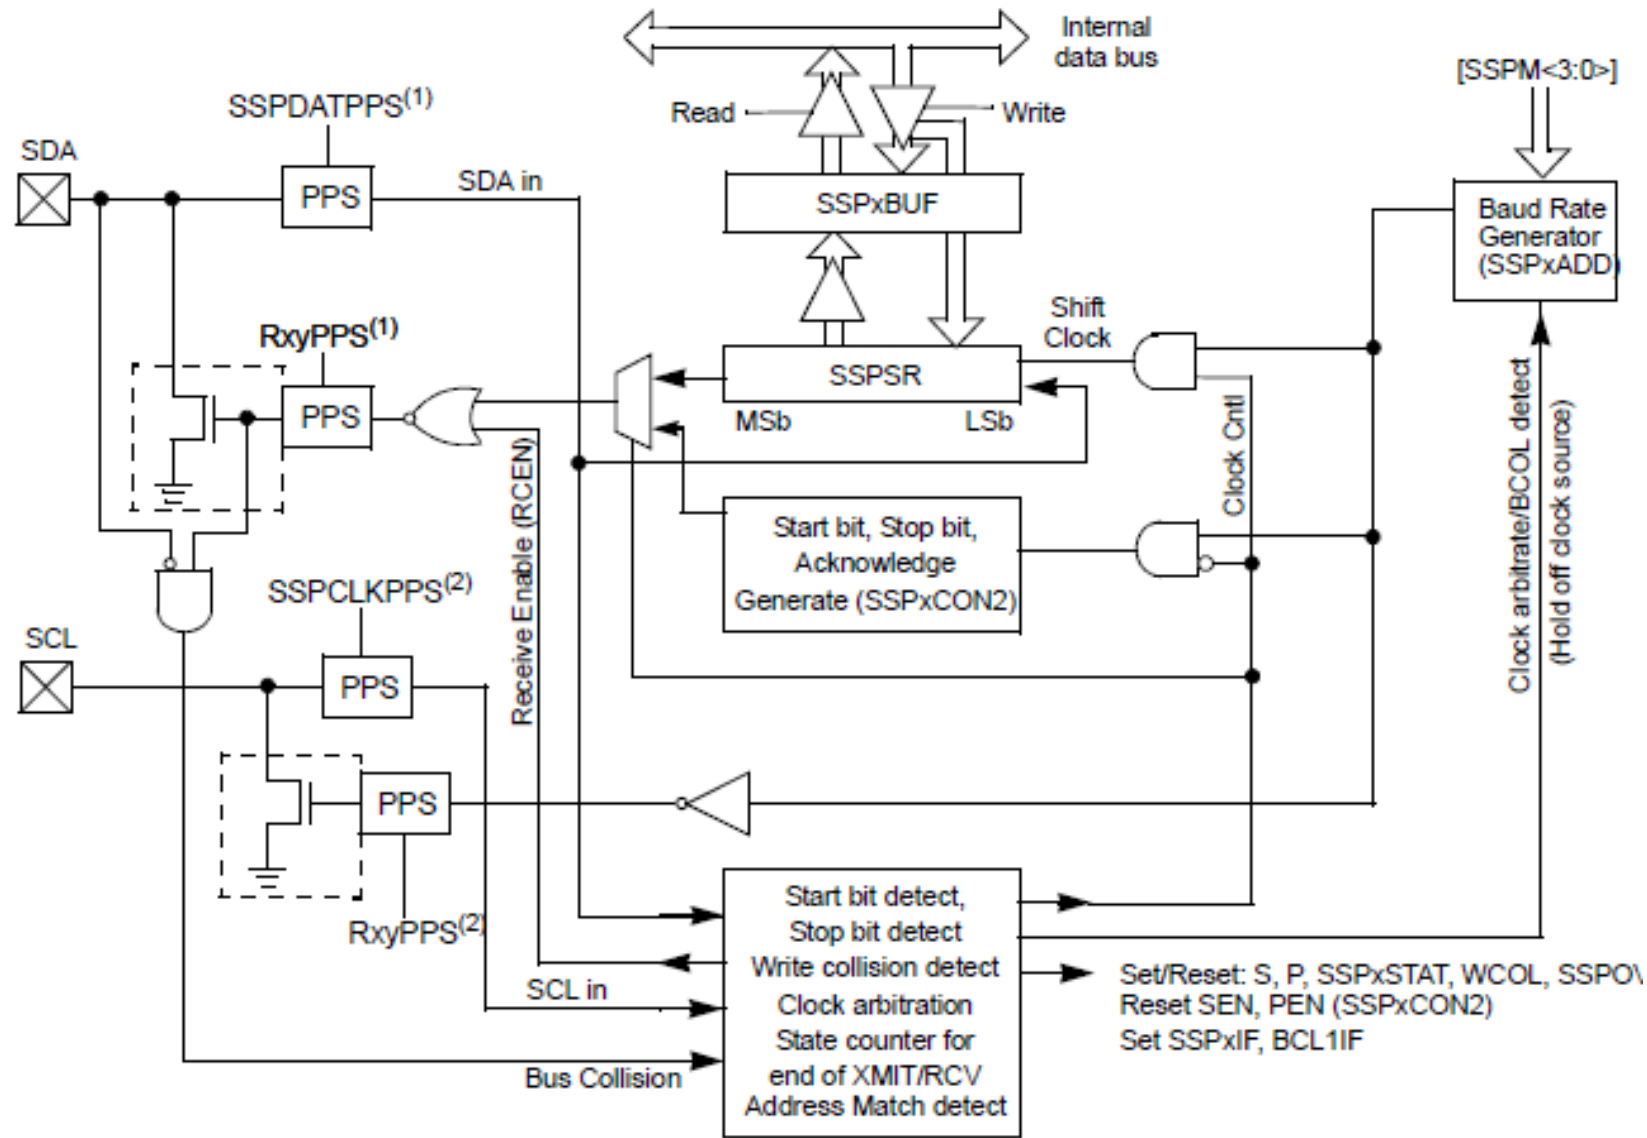 Internal
data bus
[SSPM<3:0>]
SSPDATPPS(1)
Read
Write
SDA
PPS
SDA in
SSPxBUF
Baud Rate
Generator
(SSPxADD)
RxyPPS(1)
Shift
Clock
PPS
SSPSR
MSb
LSb
Clock Cntl
Clock arbitrate/BCOL detect
(Hold off clock source)
Receive Enable (RCEN)
Start bit, Stop bit,
Acknowledge
Generate (SSPxCON2)
SSPCLKPPS(2)
SCL
PPS
PPS
RxyPPS(2)
Start bit detect,
Stop bit detect
Write collision detect
Clock arbitration
State counter for
end of XMIT/RCV
Address Match detect
SCL in
Bus Collision
Set/Reset: S, P, SSPxSTAT, WCOL, SSPOV
Reset SEN, PEN (SSPxCON2)
Set SSPxIF, BCL1IF